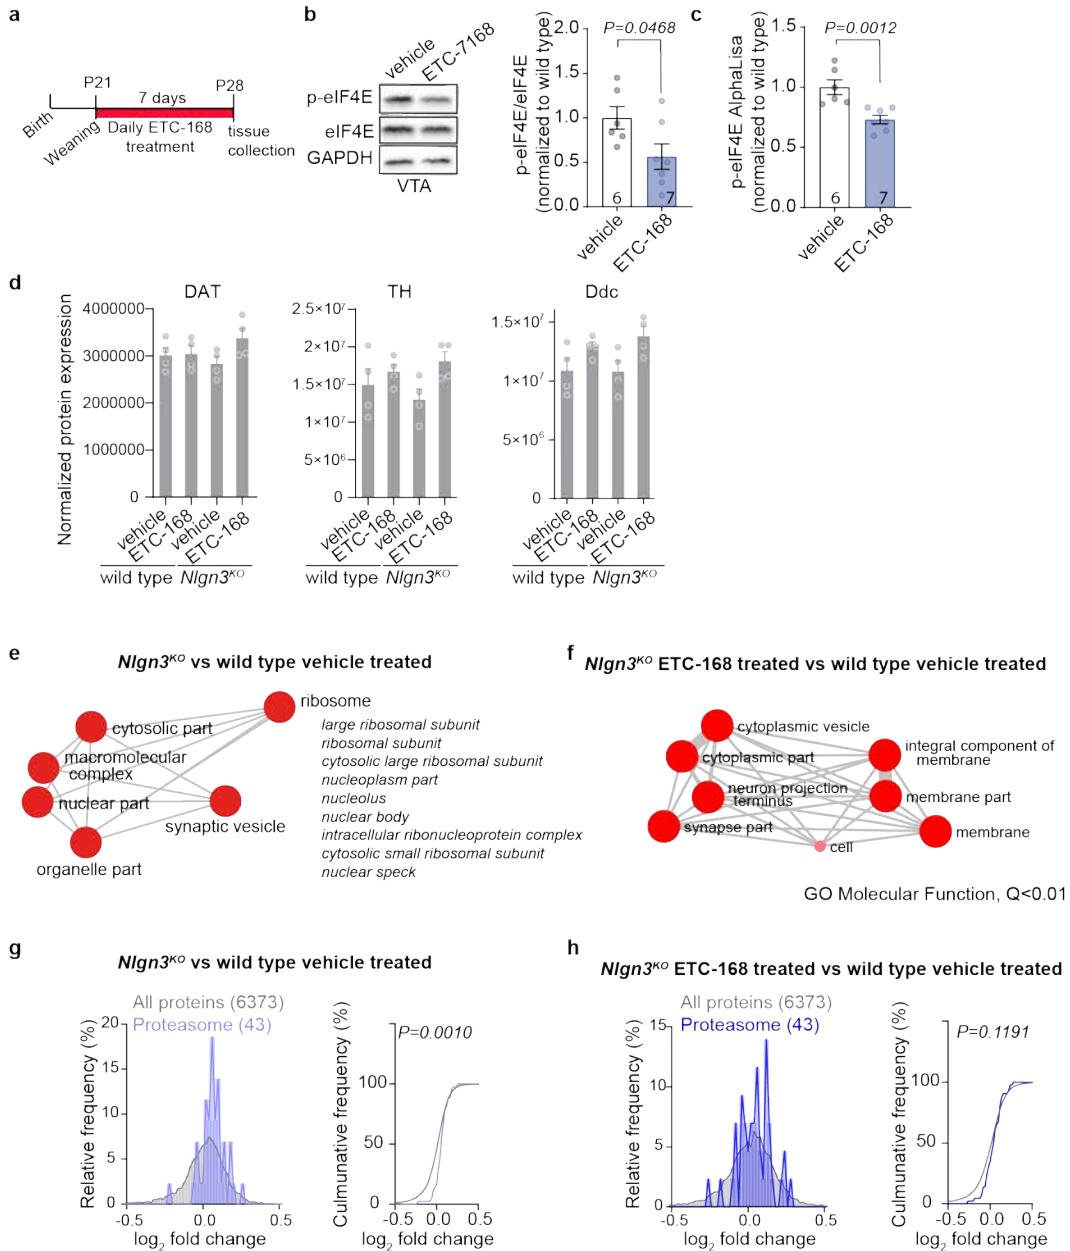 a
P21
P28
7 days
Birth
Weaning
Daily ETC-168
treatment
tissue
collection
b
vehicle
ETC-7168
p-eIF4E
eIF4E
GAPDH
VTA
p-eIF4E/eIF4E
(normalized to wild type)
2.0
1.5
1.0
0.5
0.0
P=0.0468
6
7
vehicle
ETC-168
c
p-eIF4E AlphaLisa
(normalized to wild type)
1.5
1.0
0.5
0.0
P=0.0012
6
7
vehicle
ETC-168
d
Normalized protein expression
DAT
4000000
3000000
2000000
1000000
0
vehicle
ETC-168
vehicle
ETC-168
wild type
Nlgn3KO
TH
2.5×10⁷
2×10⁷
1.5×10⁷
1×10⁷
5×10⁶
0
vehicle
ETC-168
vehicle
ETC-168
wild type
Nlgn3KO
Ddc
1.5×10⁷
1×10⁷
5×10⁶
0
vehicle
ETC-168
vehicle
ETC-168
wild type
Nlgn3KO
e
Nlgn3KO vs wild type vehicle treated
ribosome
cytosolic part
macromolecular
complex
nuclear part
synaptic vesicle
organelle part
large ribosomal subunit
ribosomal subunit
cytosolic large ribosomal subunit
nucleoplasm part
nucleolus
nuclear body
intracellular ribonucleoprotein complex
cytosolic small ribosomal subunit
nuclear speck
f
Nlgn3KO ETC-168 treated vs wild type vehicle treated
cytoplasmic vesicle
cytoplasmic part
integral component of
membrane
neuron projection
terminus
membrane part
synapse part
membrane
cell
GO Molecular Function, Q<0.01
g
Nlgn3KO vs wild type vehicle treated
All proteins (6373)
Proteasome (43)
Relative frequency (%)
20
15
10
5
0
-0.5
0.0
0.5
log2 fold change
P=0.0010
Culmunative frequency (%)
100
50
0
-0.5
0.0
0.5
log2 fold change
h
Nlgn3KO ETC-168 treated vs wild type vehicle treated
All proteins (6373)
Proteasome (43)
Relative frequency (%)
15
10
5
0
-0.5
0.0
0.5
log2 fold change
P=0.1191
Culmunative frequency (%)
100
50
0
-0.5
0.0
0.5
log2 fold change